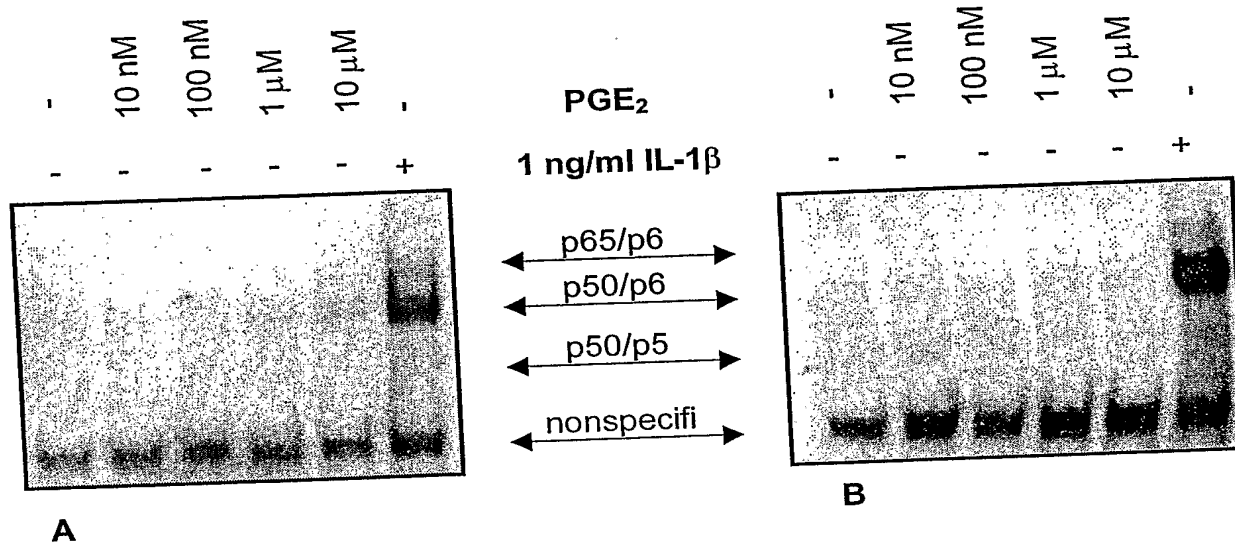 - 10 nM 100 nM 1 µM 10 µM - PGE₂ - 10 nM 100 nM 1 µM 10 µM -
- - - - - + 1 ng/ml IL-1β - - - - - +
p65/p6
p50/p6
p50/p5
nonspecifi
A
B